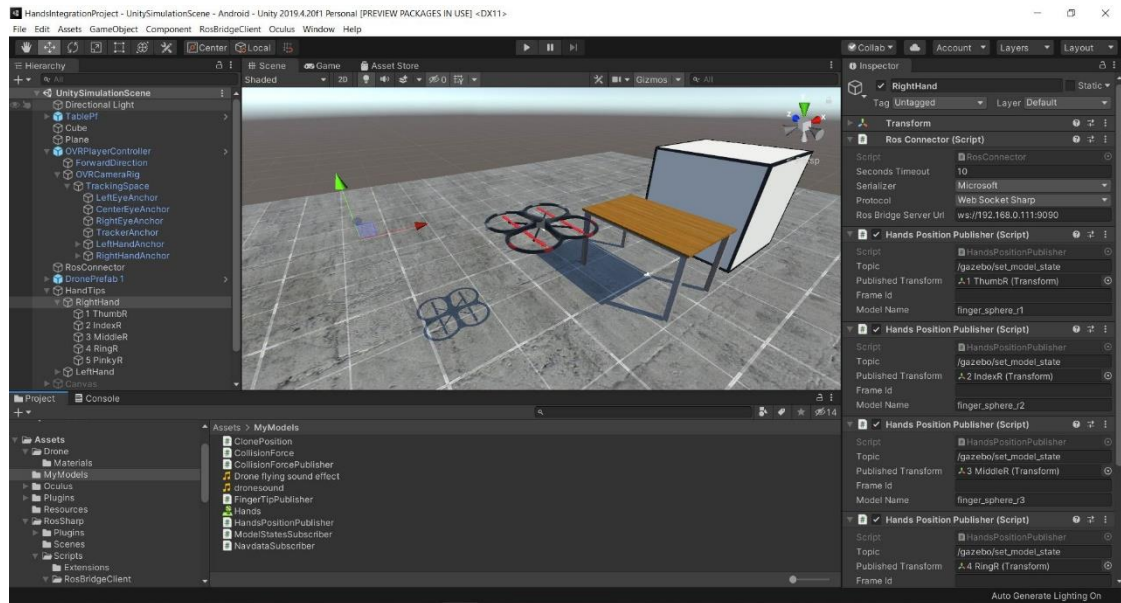 HandsIntegrationProject - UnitySimulationScene - Android - Unity 2019.4.20f1 Personal [PREVIEW PACKAGES IN USE] <DX11>
File Edit Assets GameObject Component RosBridgeClient Oculus Window Help
Center Local Collab Account Layers Layout
Hierarchy
All
UnitySimulationScene
Directional Light
TablePf
Cube
Plane
OVRPlayerController
ForwardDirection
OVRCameraRig
TrackingSpace
LeftEyeAnchor
CenterEyeAnchor
RightEyeAnchor
TrackerAnchor
LeftHandAnchor
RightHandAnchor
RosConnector
DronePrefab 1
HandTips
RightHand
1 ThumbR
2 IndexR
3 MiddleR
4 RingR
5 PinkyR
LeftHand
Canvas
Scene Game Asset Store
Shaded 2D 0 Gizmos All
y
Persp
Inspector
RightHand Static
Tag Untagged Layer Default
Transform
Ros Connector (Script)
Script RosConnector
Seconds Timeout 10
Serializer Microsoft
Protocol Web Socket Sharp
Ros Bridge Server Url ws://192.168.0.111:9090
Hands Position Publisher (Script)
Script HandsPositionPublisher
Topic /gazebo/set_model_state
Published Transform 1 ThumbR (Transform)
Frame Id
Model Name finger_sphere_r1
Hands Position Publisher (Script)
Script HandsPositionPublisher
Topic /gazebo/set_model_state
Published Transform 2 IndexR (Transform)
Frame Id
Model Name finger_sphere_r2
Hands Position Publisher (Script)
Script HandsPositionPublisher
Topic /gazebo/set_model_state
Published Transform 3 MiddleR (Transform)
Frame Id
Model Name finger_sphere_r3
Hands Position Publisher (Script)
Script HandsPositionPublisher
Topic /gazebo/set_model_state
Published Transform 4 RingR (Transform)
Frame Id
Project Console
14
Assets
Drone
Materials
MyModels
Oculus
Plugins
Resources
RosSharp
Plugins
Scenes
Scripts
Extensions
RosBridgeClient
Assets > MyModels
ClonePosition
CollisionForce
CollisionForcePublisher
Drone flying sound effect
dronesound
FingerTipPublisher
Hands
HandsPositionPublisher
ModelStatesSubscriber
NavdataSubscriber
Auto Generate Lighting On